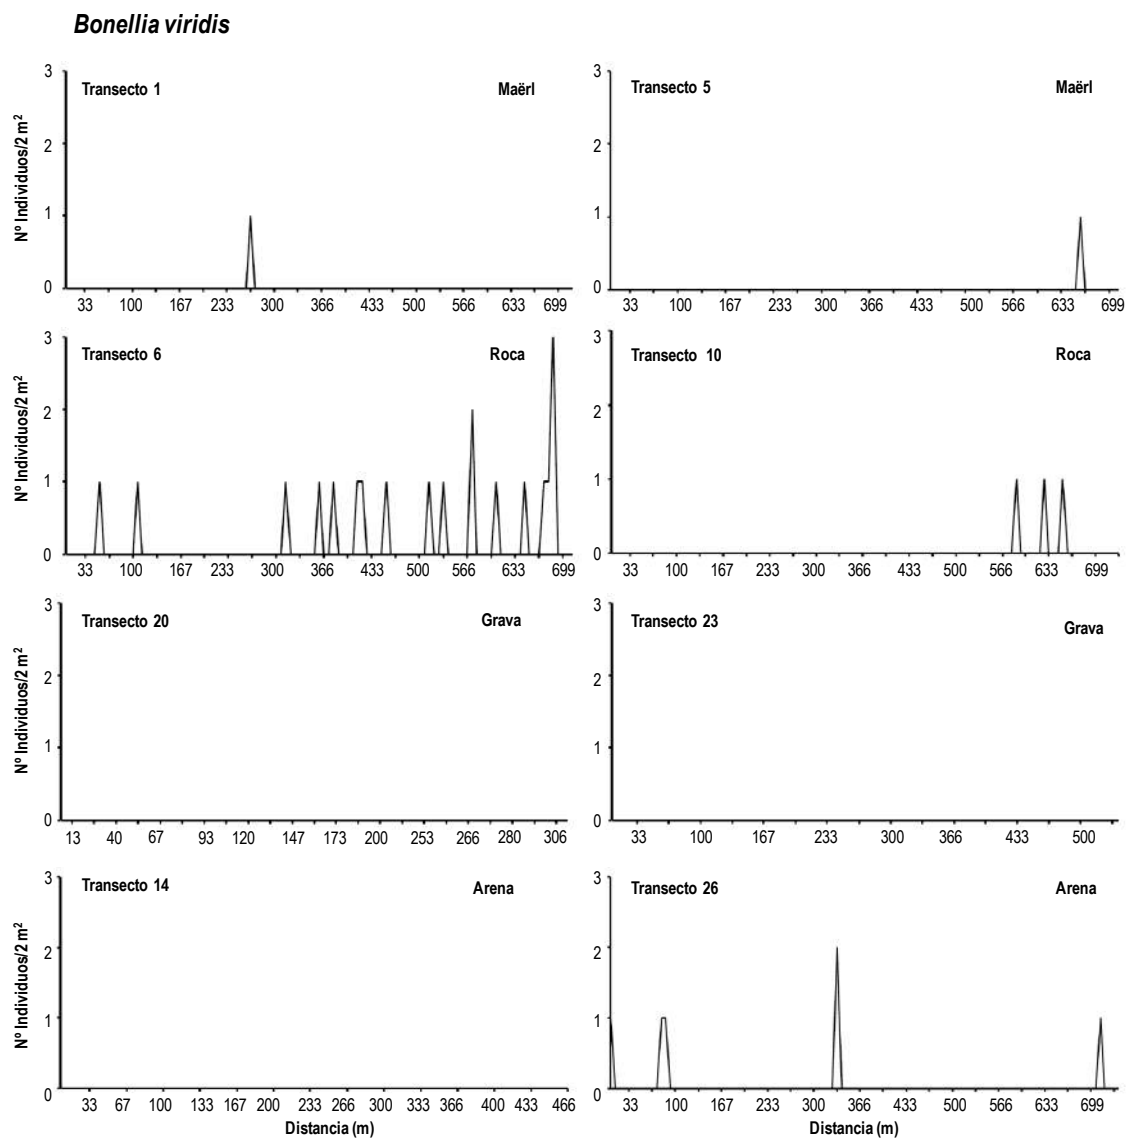 Bonellia viridis
3
2
1
0
Nº Individuos/2 m²
Transecto 1
Maërl
33 100 167 233 300 366 433 500 566 633 699
3
2
1
0
Transecto 5
Maërl
33 100 167 233 300 366 433 500 566 633 699
3
2
1
0
Nº Individuos/2 m²
Transecto 6
Roca
33 100 167 233 300 366 433 500 566 633 699
3
2
1
0
Transecto 10
Roca
33 100 167 233 300 366 433 500 566 633 699
3
2
1
0
Nº Individuos/2 m²
Transecto 20
Grava
13 40 67 93 120 147 173 200 253 266 280 306
3
2
1
0
Transecto 23
Grava
33 100 167 233 300 366 433 500
3
2
1
0
Nº Individuos/2 m²
Transecto 14
Arena
33 67 100 133 167 200 233 266 300 333 366 400 433 466
Distancia (m)
3
2
1
0
Transecto 26
Arena
33 100 167 233 300 366 433 500 566 633 699
Distancia (m)